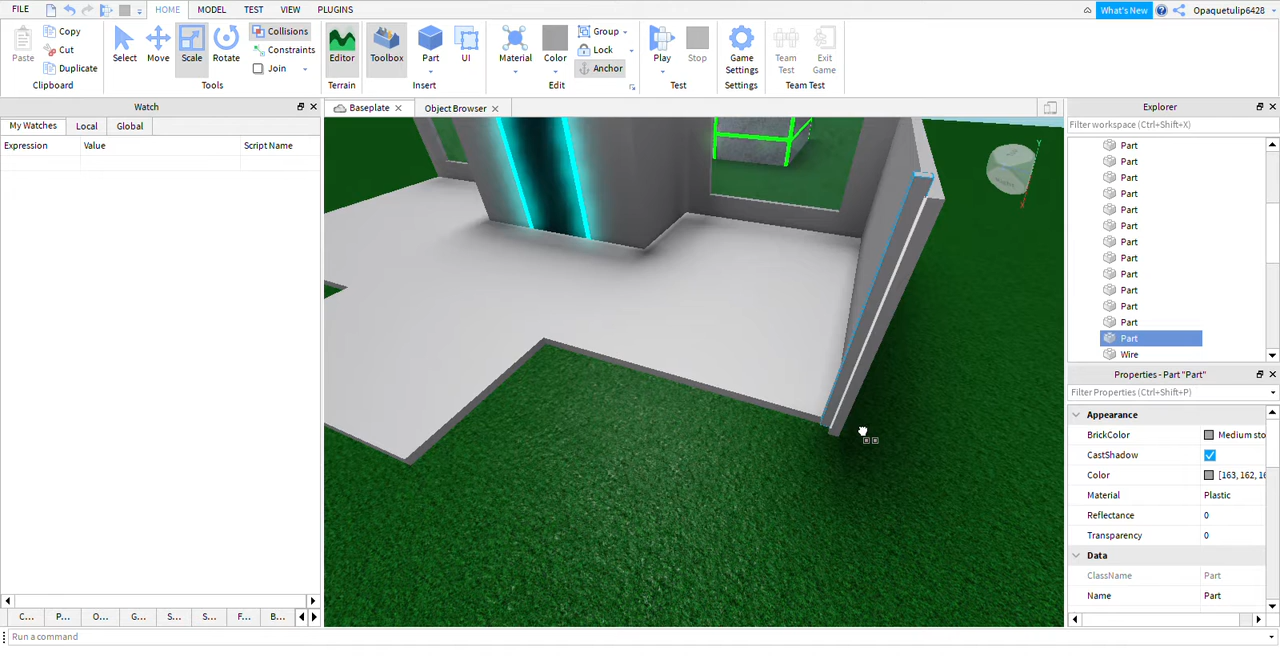 FILE HOME MODEL TEST VIEW PLUGINS What's New Opaquetulip6428
Paste Copy Cut Duplicate Select Move Scale Rotate Collisions Constraints Join Editor Toolbox Part UI Material Color Group Lock Anchor Play Stop Game Settings Team Test Exit Game
Clipboard Tools Terrain Insert Edit Test Settings Team Test
Watch
My Watches Local Global
Expression Value Script Name
Baseplate Object Browser
Explorer
Filter workspace (Ctrl+Shift+X)
Part
Part
Part
Part
Part
Part
Part
Part
Part
Part
Part
Part
Part
Wire
Properties - Part "Part"
Filter Properties (Ctrl+Shift+P)
Appearance
BrickColor Medium sto
CastShadow
Color [163, 162, 16
Material Plastic
Reflectance 0
Transparency 0
Data
ClassName Part
Name Part
C... P... O... G... S... S... F... B...
Run a command